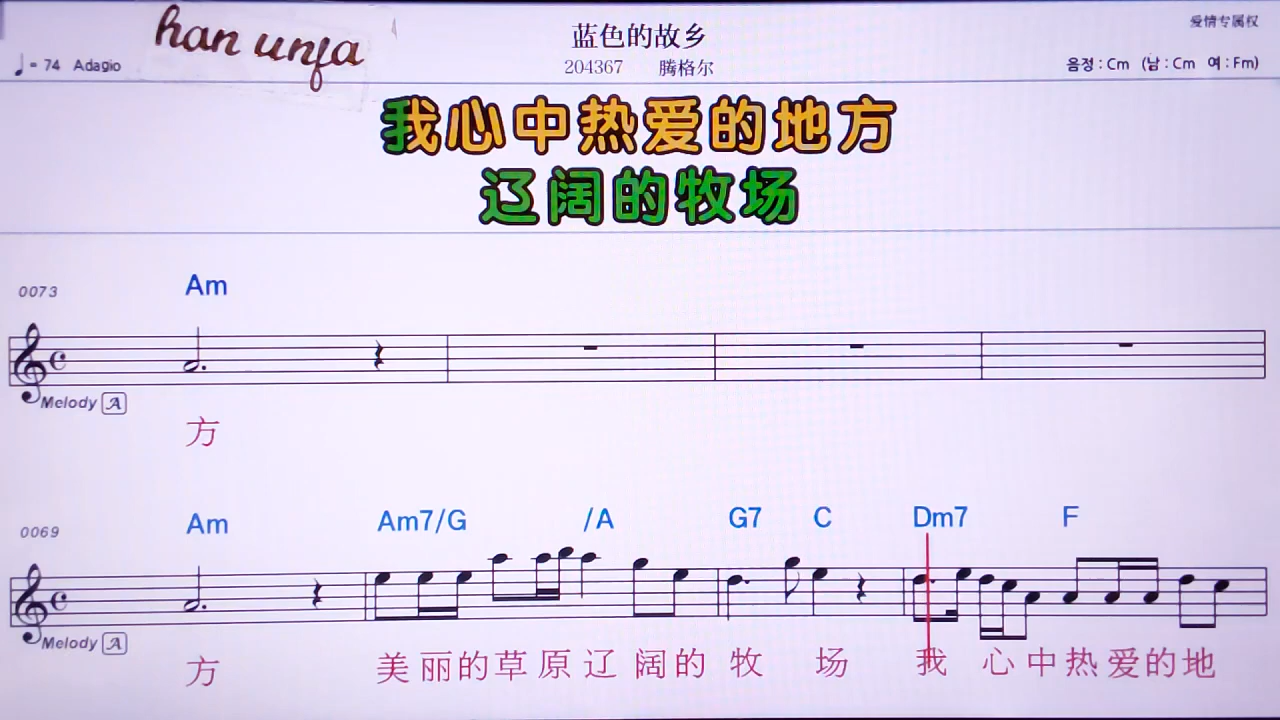 han unfa
蓝色的故乡
爱情专属权
♩= 74 Adagio
204367 腾格尔
음정 : Cm (남 : Cm 여 : Fm)
我心中热爱的地方
辽阔的牧场
0073
Am
Melody A
方
0069
Am Am7/G /A G7 C Dm7 F
Melody A
方 美丽的草原辽阔的牧场 我心中热爱的地